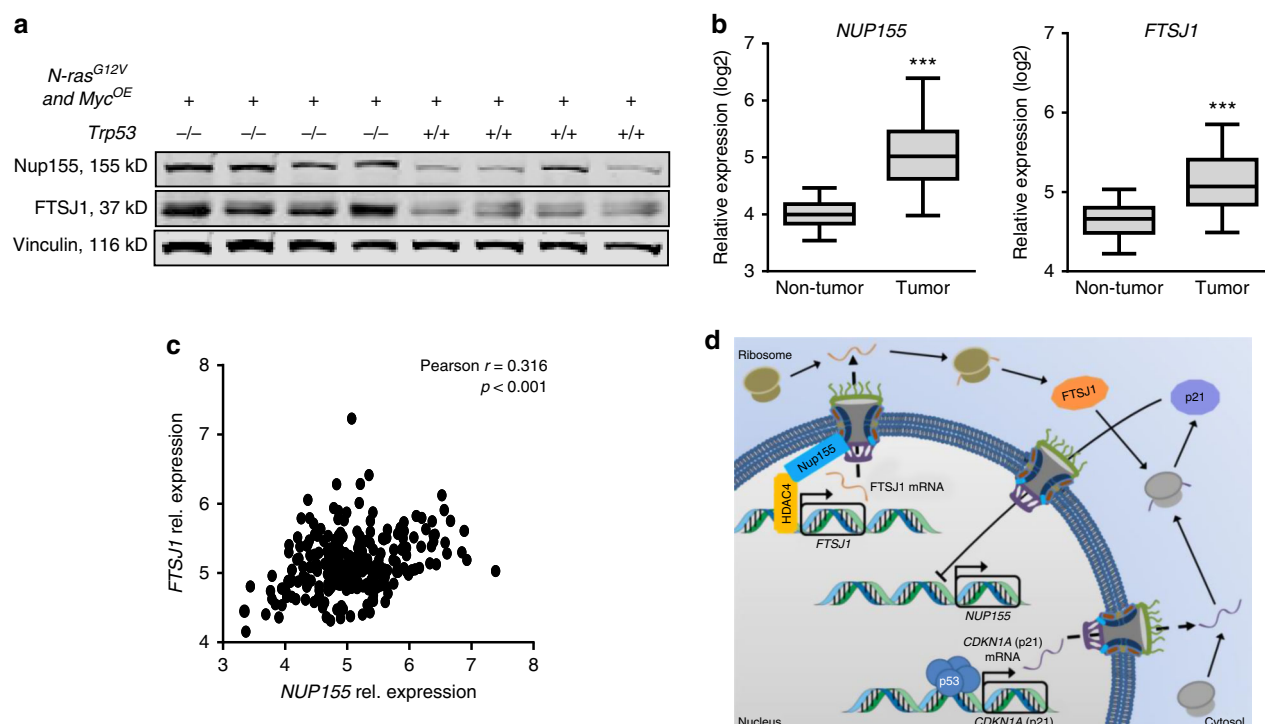 a
N-ras^G12V
and Myc^OE + + + + + + + +
Trp53 –/– –/– –/– –/– +/+ +/+ +/+ +/+
Nup155, 155 kD
FTSJ1, 37 kD
Vinculin, 116 kD
b
NUP155
Relative expression (log2)
7
6
5
4
3
***
Non-tumor Tumor
FTSJ1
Relative expression (log2)
7
6
5
4
***
Non-tumor Tumor
c
Pearson r = 0.316
p < 0.001
FTSJ1 rel. expression
8
7
6
5
4
3 4 5 6 7 8
NUP155 rel. expression
d
Ribosome
FTSJ1
p21
Nup155
HDAC4
FTSJ1 mRNA
FTSJ1
NUP155
CDKN1A (p21)
mRNA
p53
CDKN1A (p21)
Nucleus
Cytosol